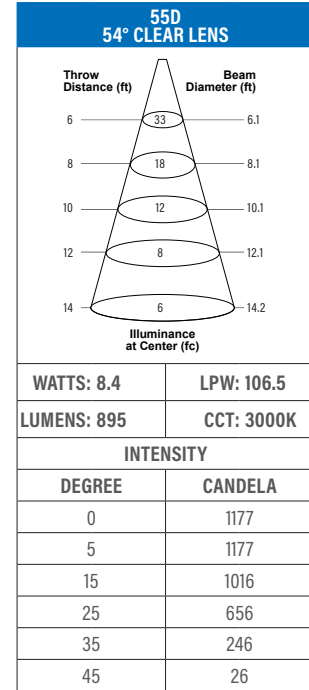 55D
54° CLEAR LENS
Throw Distance (ft)
Beam Diameter (ft)
6 33 6.1
8 18 8.1
10 12 10.1
12 8 12.1
14 6 14.2
Illuminance
at Center (fc)
WATTS: 8.4 LPW: 106.5
LUMENS: 895 CCT: 3000K
INTENSITY
DEGREE CANDELA
0 1177
5 1177
15 1016
25 656
35 246
45 26